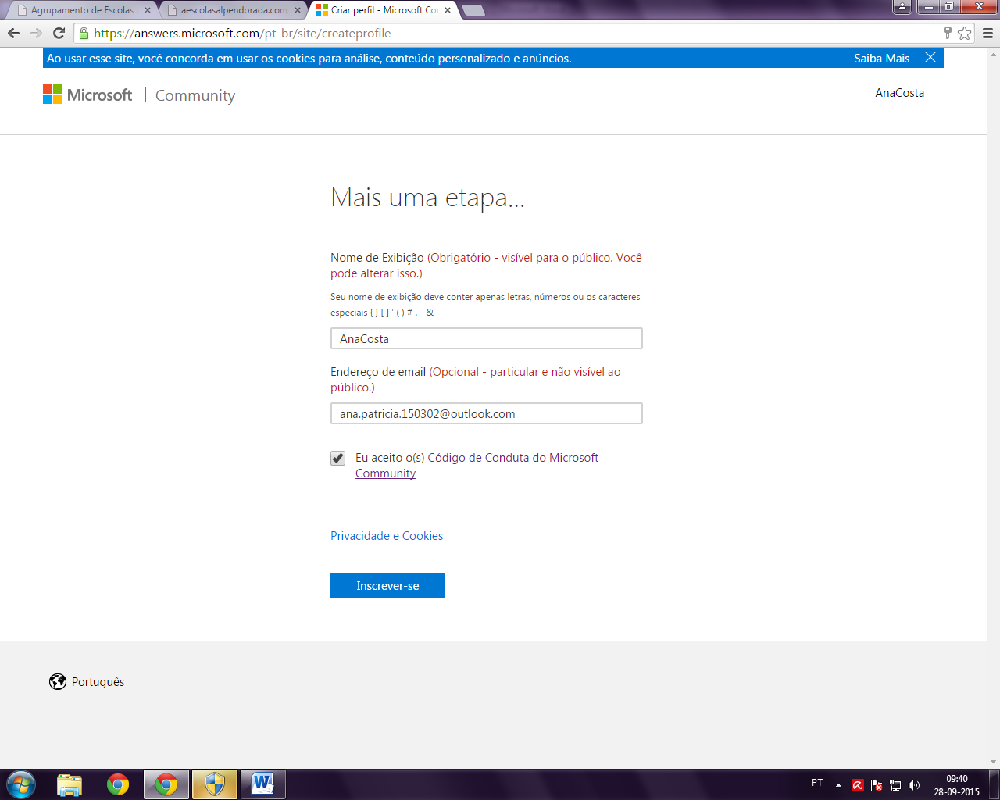 Agrupamento de Escolas
aescolasalpendorada.com
Criar perfil - Microsoft Co
https://answers.microsoft.com/pt-br/site/createprofile
Ao usar esse site, você concorda em usar os cookies para análise, conteúdo personalizado e anúncios.
Saiba Mais
Microsoft | Community
AnaCosta
Mais uma etapa...
Nome de Exibição (Obrigatório - visível para o público. Você
pode alterar isso.)
Seu nome de exibição deve conter apenas letras, números ou os caracteres
especiais { } [ ] ' ( ) # . - &
AnaCosta
Endereço de email (Opcional - particular e não visível ao
público.)
ana.patricia.150302@outlook.com
Eu aceito o(s) Código de Conduta do Microsoft
Community
Privacidade e Cookies
Inscrever-se
Português
PT
09:40
28-09-2015